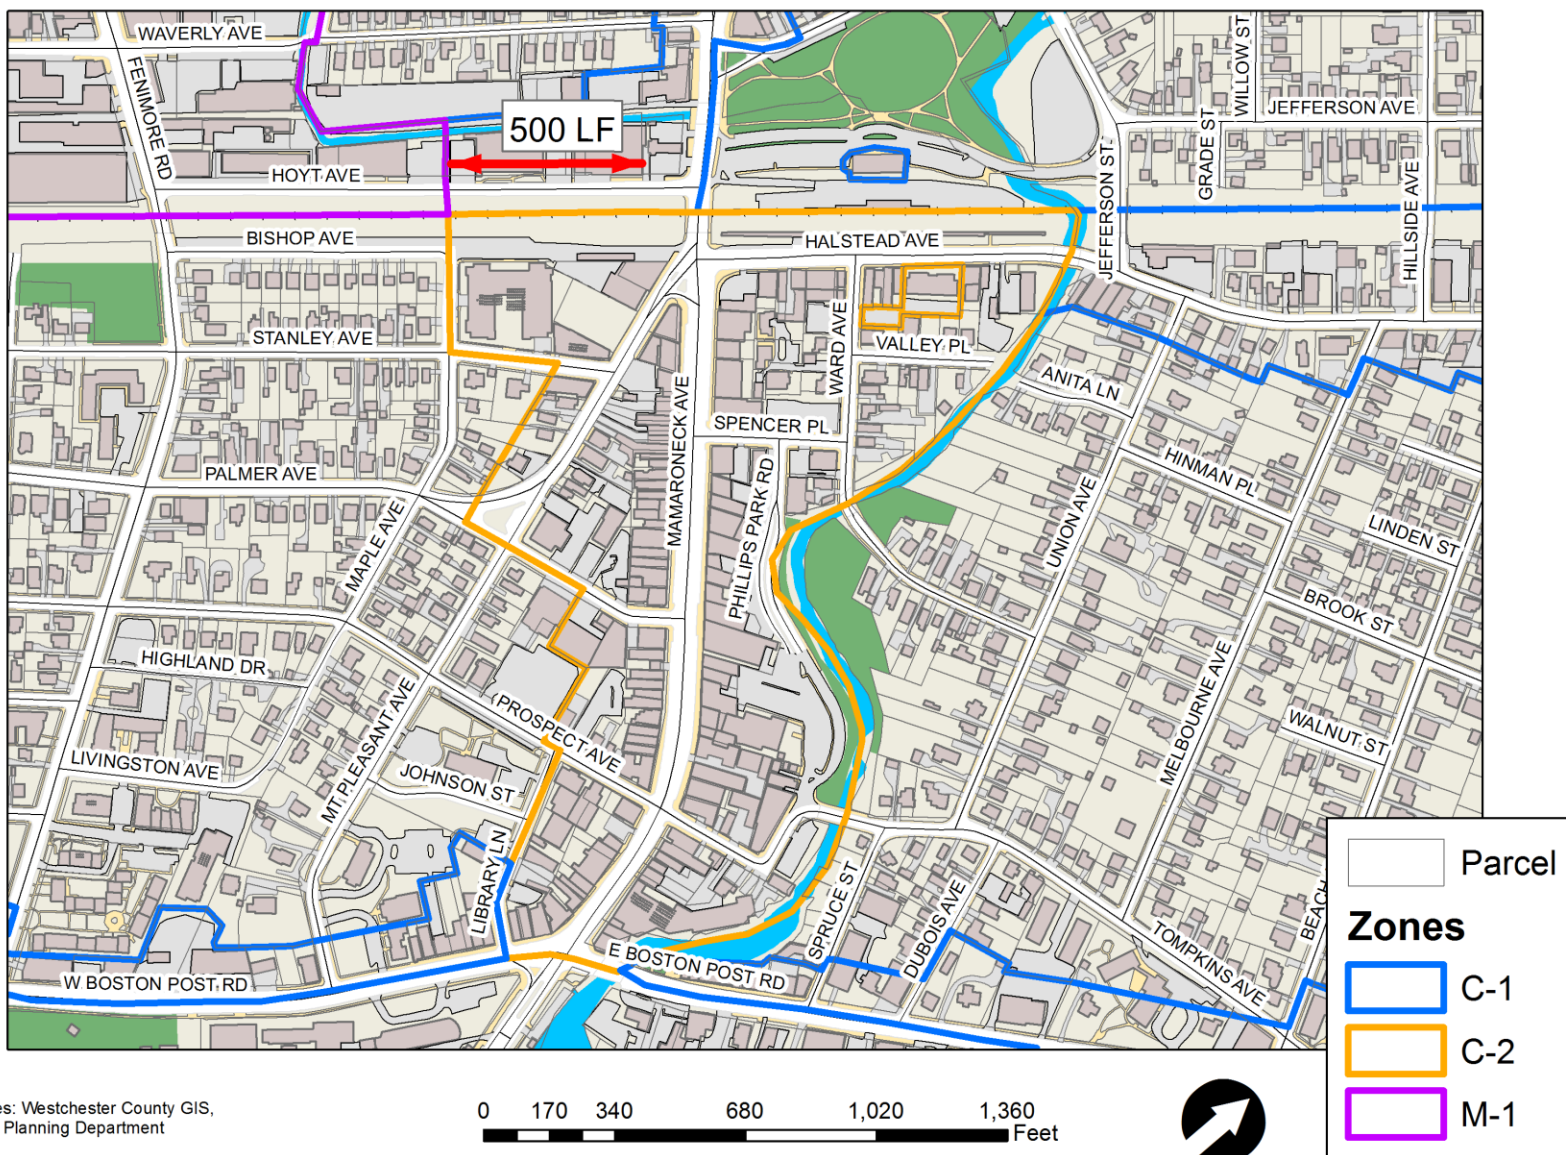 WAVERLY AVE
FENIMORE RD
500 LF
HOYT AVE
WILLOW ST
JEFFERSON AVE
GRADE ST
JEFFERSON ST
HILLSIDE AVE
BISHOP AVE
HALSTEAD AVE
STANLEY AVE
WARD AVE
VALLEY PL
ANITA LN
MAMARONECK AVE
SPENCER PL
PALMER AVE
PHILLIPS PARK RD
HINMAN PL
UNION AVE
LINDEN ST
MAPLE AVE
BROOK ST
HIGHLAND DR
PROSPECT AVE
MELBOURNE AVE
WALNUT ST
LIVINGSTON AVE
MT PLEASANT AVE
JOHNSON ST
LIBRARY LN
SPRUCE ST
DUBOIS AVE
TOMPKINS AVE
BEACH
W BOSTON POST RD
E BOSTON POST RD
Parcel
Zones
C-1
C-2
M-1
es: Westchester County GIS,
Planning Department
0 170 340 680 1,020 1,360
Feet